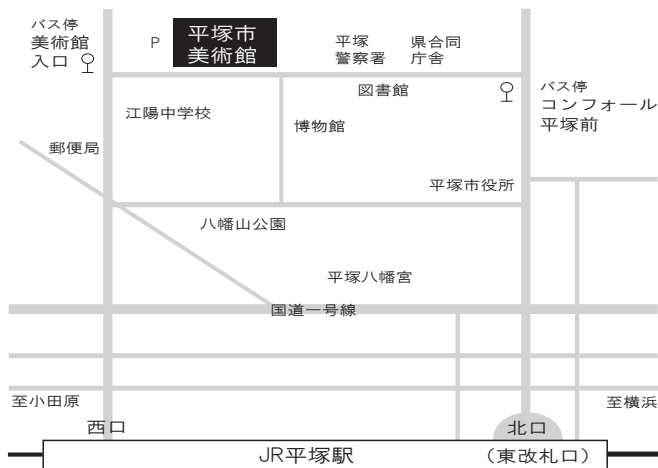 バス停
美術館
入口
P
平塚市
美術館
平塚
警察署
県合同
庁舎
図書館
バス停
コンフォール
平塚前
江陽中学校
博物館
郵便局
平塚市役所
八幡山公園
平塚八幡宮
国道一号線
至小田原
至横浜
西口
北口
JR平塚駅
（東改札口）